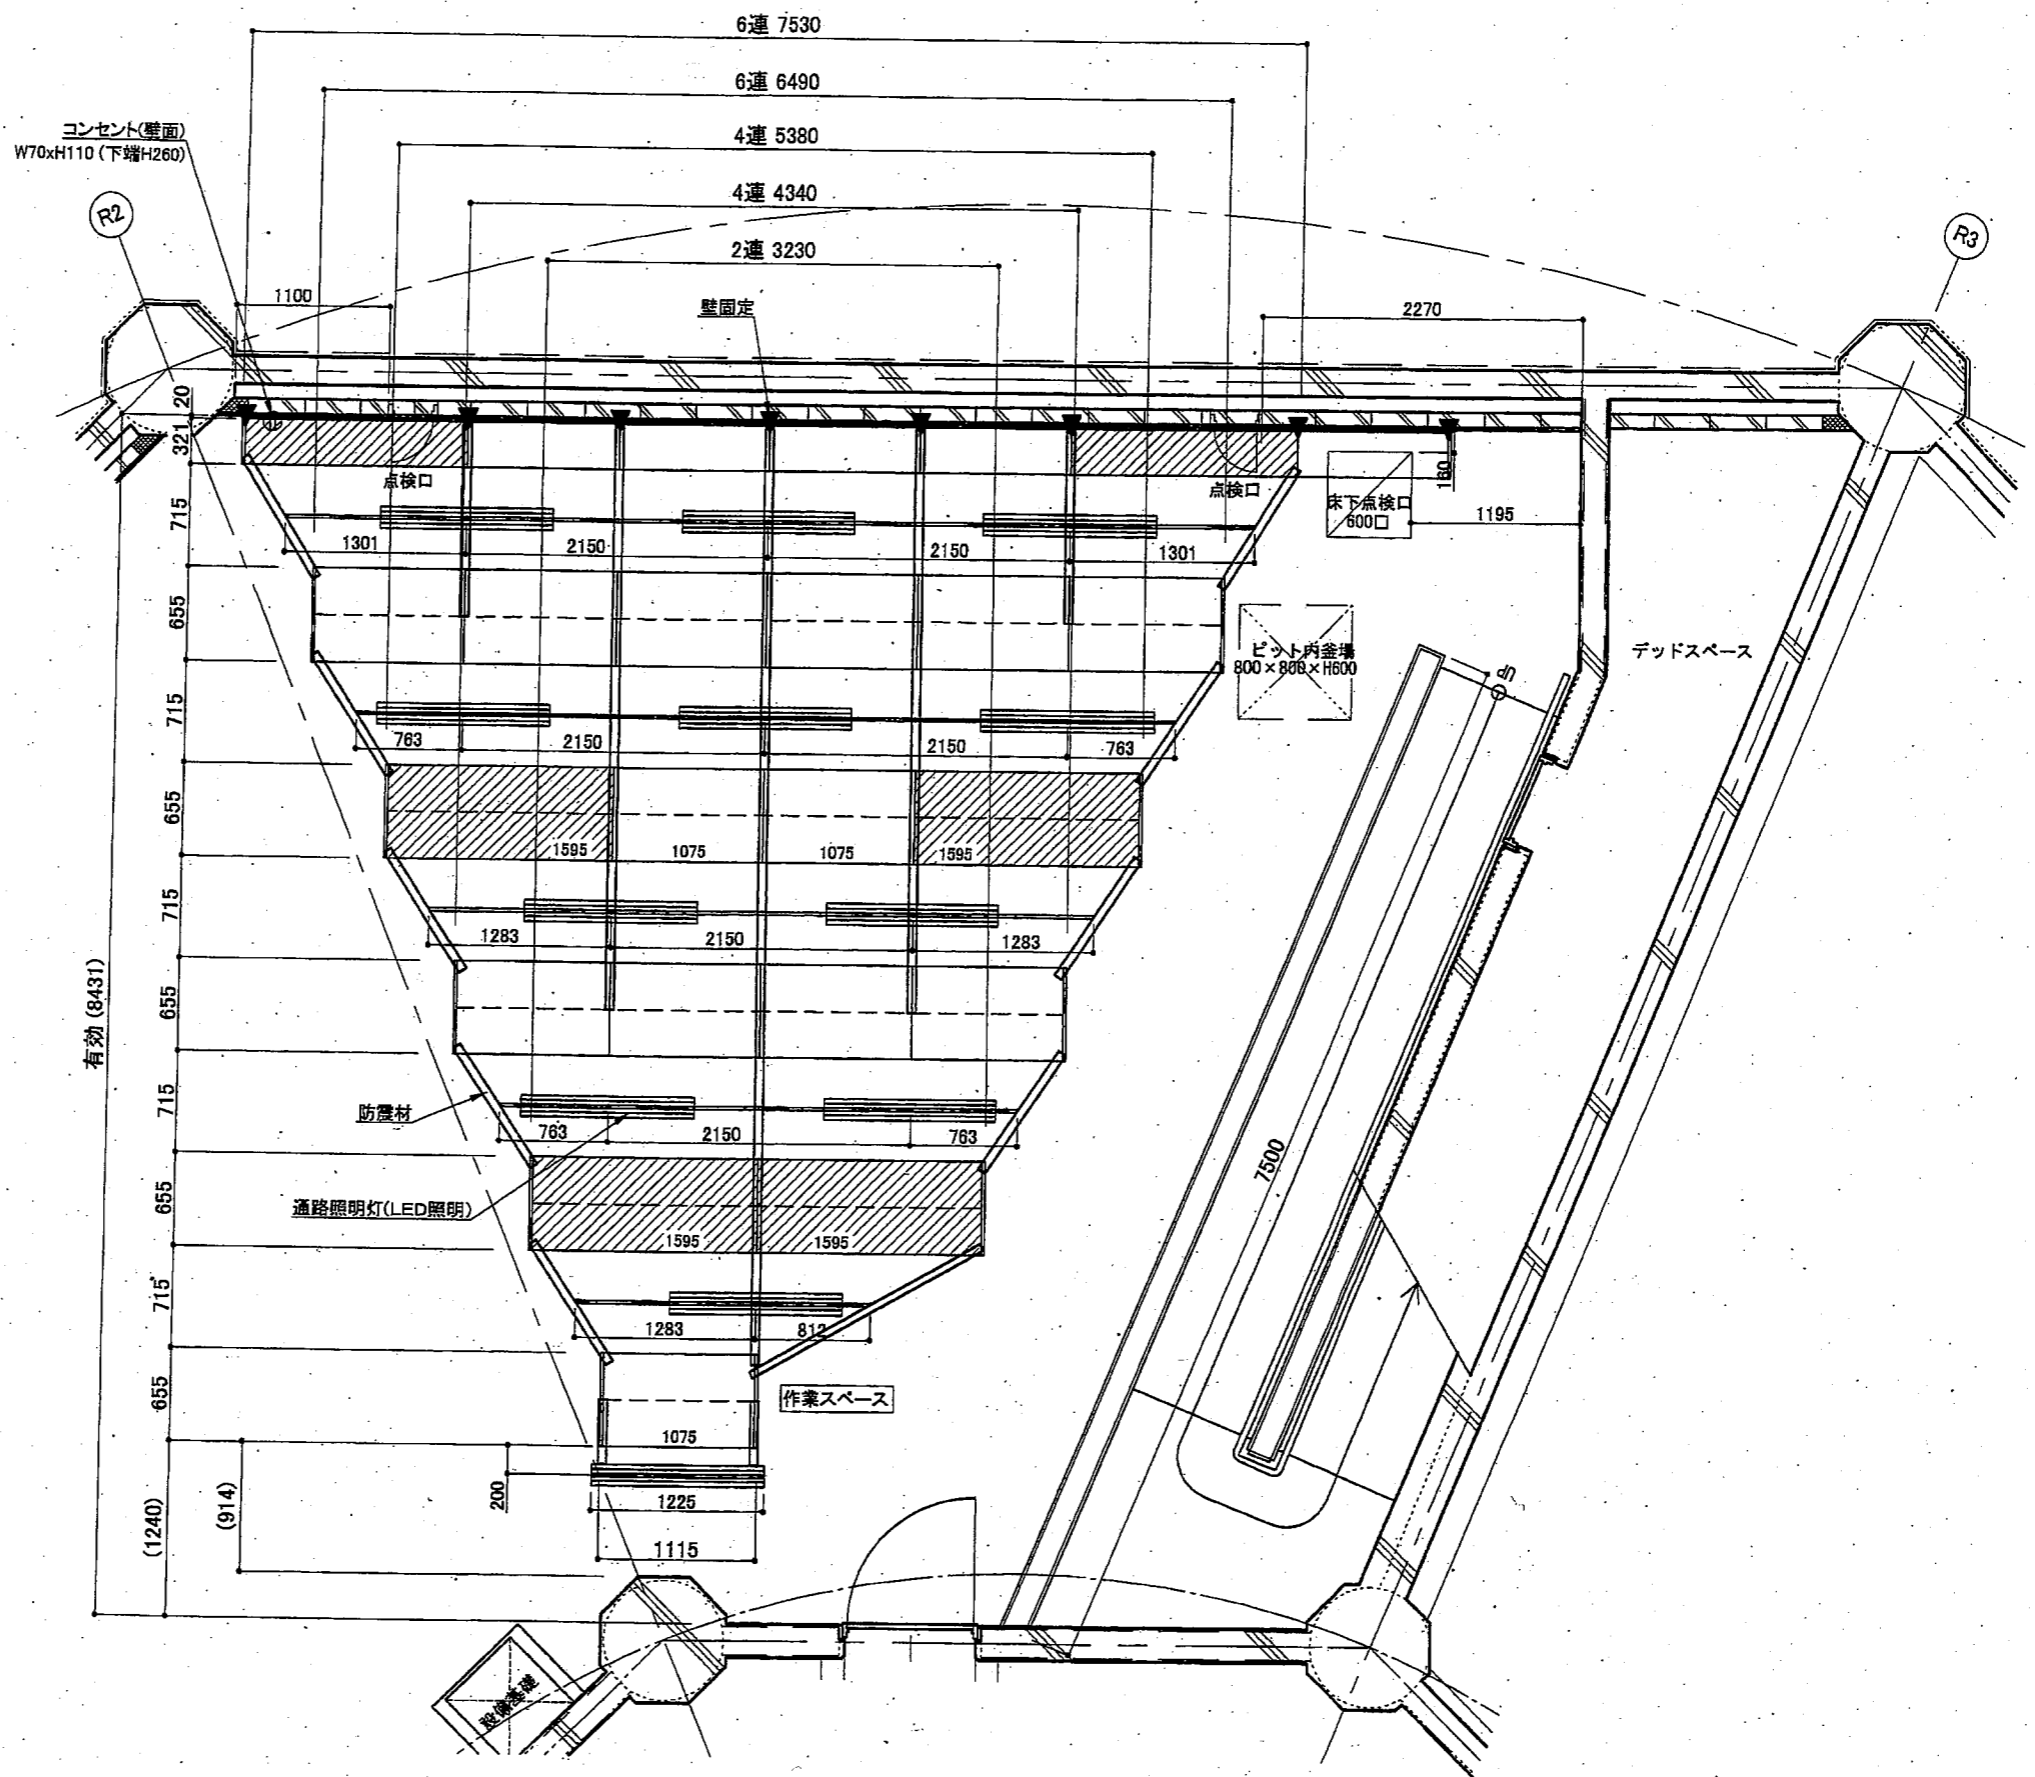 6連 7530
6連 6490
4連 5380
4連 4340
2連 3230
コンセント(壁面)
W70xH110 (下端H260)
R2
R3
1100
壁固定
2270
20
321
点検口
点検口
床下点検口
600口
160
1195
715
1301
2150
2150
1301
655
ピット内釜場
800×800×H600
up
デッドスペース
715
763
2150
2150
763
655
1595
1075
1075
1595
715
1283
2150
1283
有効 (8431)
655
715
防震材
763
2150
763
7500
655
通路照明灯(LED照明)
1595
1595
715
1283
812
655
作業スペース
1075
200
1225
(914)
(1240)
1115
設備基礎